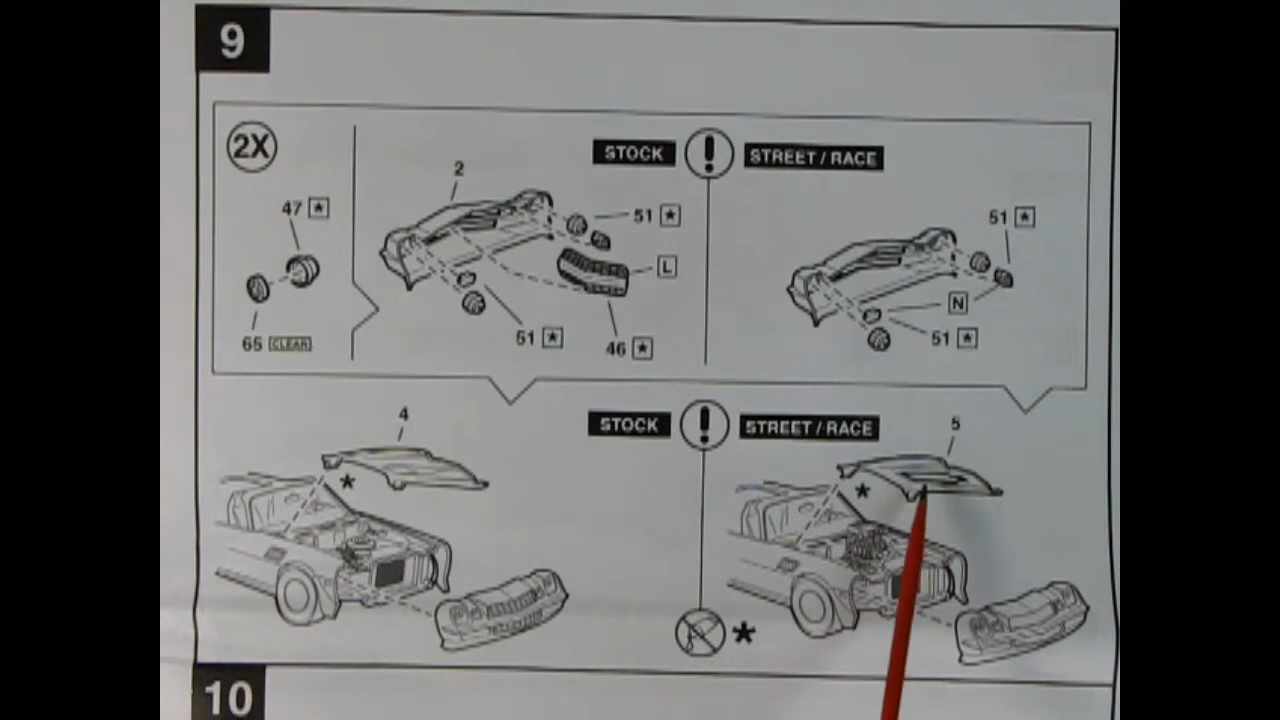 9
2X
STOCK ! STREET / RACE
47 *
2
51 *
L
65 CLEAR
51 *
46 *
51 *
N
51 *
4
STOCK ! STREET / RACE
5
*
*
*
10